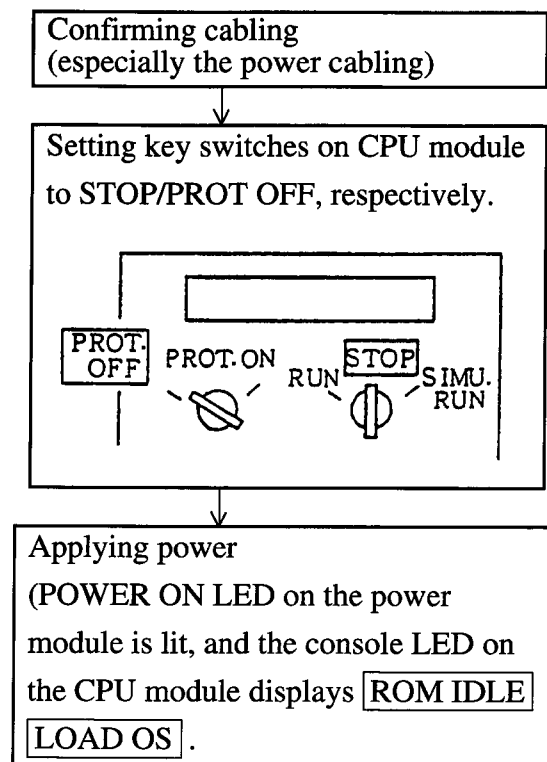 Confirming cabling
(especially the power cabling)
Setting key switches on CPU module
to STOP/PROT OFF, respectively.
PROT.
OFF
PROT. ON
RUN
STOP
SIMU.
RUN
Applying power
(POWER ON LED on the power
module is lit, and the console LED on
the CPU module displays ROM IDLE
LOAD OS .